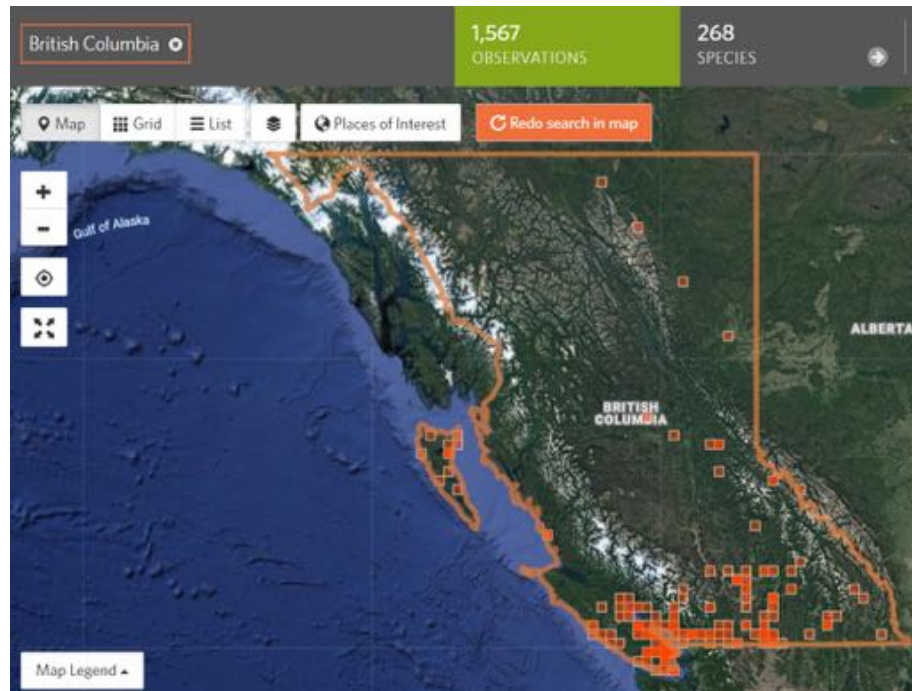 British Columbia
1,567
OBSERVATIONS
268
SPECIES
Map
Grid
List
Places of Interest
Redo search in map
Gulf of Alaska
ALBERTA
BRITISH
COLUMBIA
Map Legend